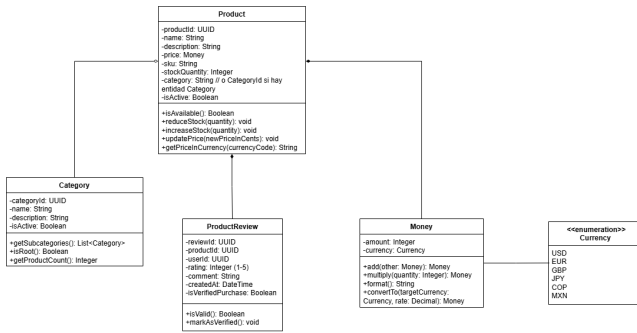 Product
-productId: UUID
-name: String
-description: String
-price: Money
-sku: String
-stockQuantity: Integer
-category: String // o CategoryId si hay
entidad Category
-isActive: Boolean
+isAvailable(): Boolean
+reduceStock(quantity): void
+increaseStock(quantity): void
+updatePrice(newPriceInCents): void
+getPriceInCurrency(currencyCode): String
Category
-categoryId: UUID
-name: String
-description: String
-isActive: Boolean
+getSubcategories(): List<Category>
+isRoot(): Boolean
+getProductCount(): Integer
ProductReview
-reviewId: UUID
-productId: UUID
-userId: UUID
-rating: Integer (1-5)
-comment: String
-createdAt: DateTime
-isVerifiedPurchase: Boolean
+isValid(): Boolean
+markAsVerified(): void
Money
-amount: Integer
-currency: Currency
+add(other: Money): Money
+multiply(quantity: Integer): Money
+format(): String
+convertTo(targetCurrency:
Currency, rate: Decimal): Money
<<enumeration>>
Currency
USD
EUR
GBP
JPY
COP
MXN